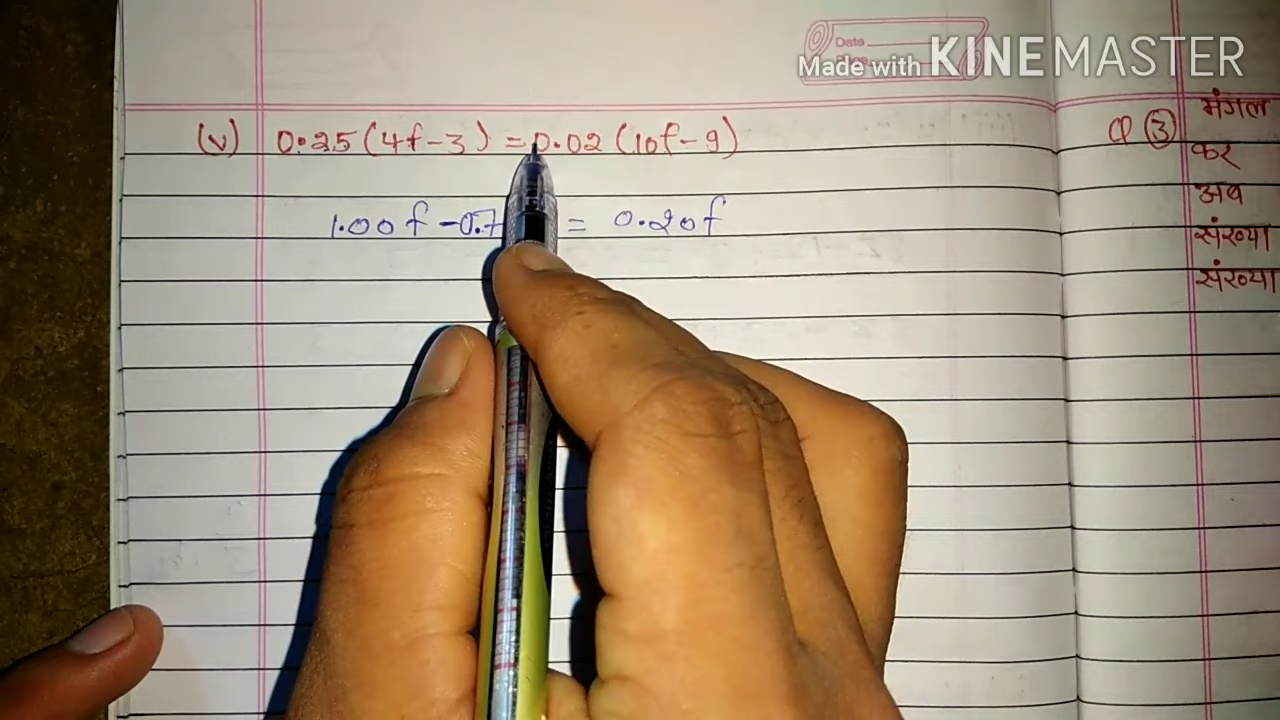 Date
Made with KINEMASTER
(v) 0.25(4f-3) = 0.02(10f-9)
Q ③
मंगल
कर
अब
संख्या
संख्या
1.00f -0.7 = 0.20f